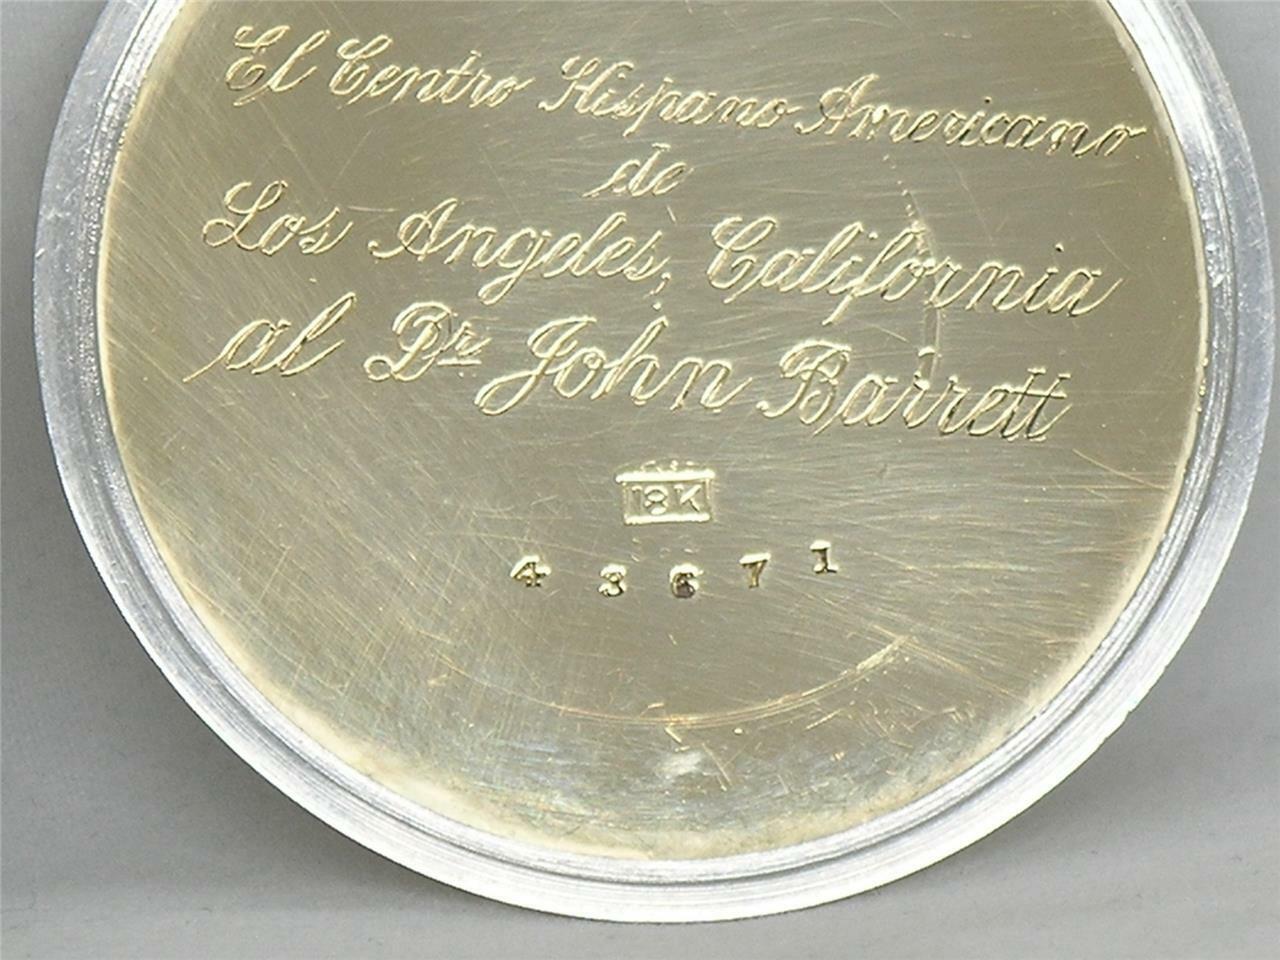 El Centro Hispano Americano
de
Los Angeles, California
al Dr John Barrett
18K
43671